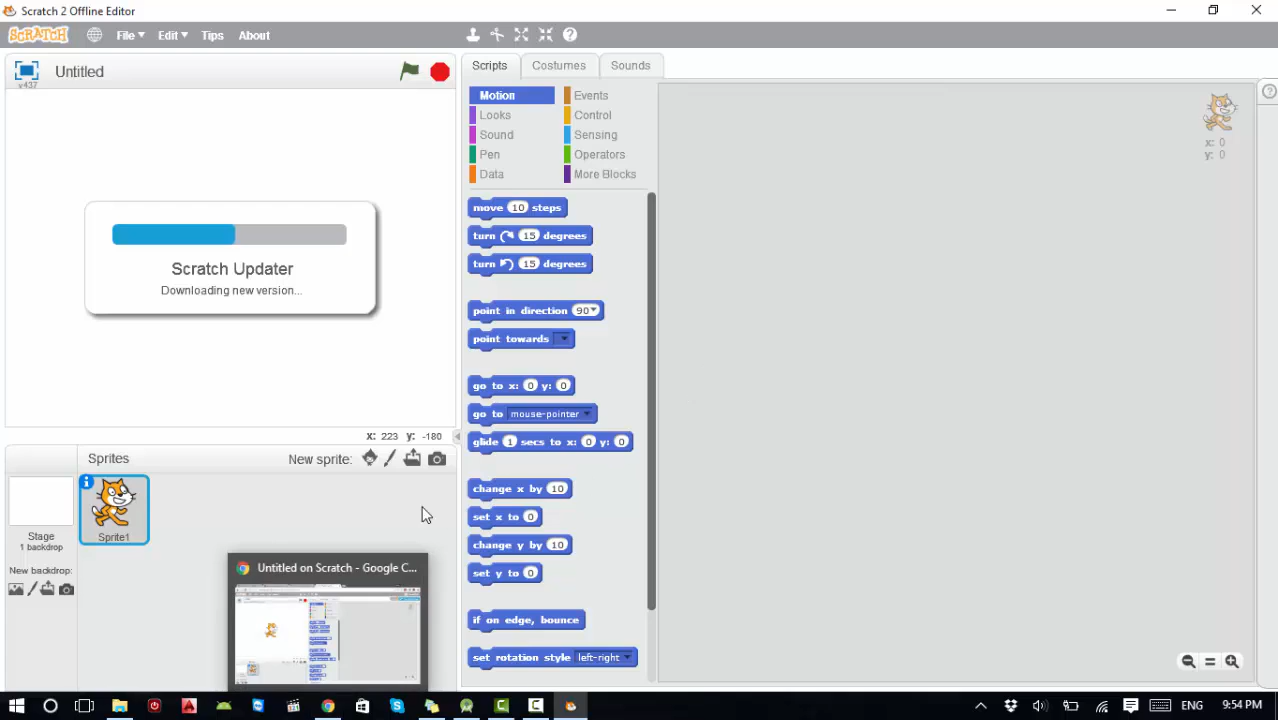 Scratch 2 Offline Editor
SCRATCH File Edit Tips About
v437
Untitled
Scripts Costumes Sounds
Motion Events
Looks Control
Sound Sensing
Pen Operators
Data More Blocks
x: 0
y: 0
move 10 steps
turn 15 degrees
turn 15 degrees
point in direction 90
point towards
go to x: 0 y: 0
go to mouse-pointer
glide 1 secs to x: 0 y: 0
change x by 10
set x to 0
change y by 10
set y to 0
if on edge, bounce
set rotation style left-right
Scratch Updater
Downloading new version...
x: 223 y: -180
Sprites New sprite:
Stage
1 backdrop
Sprite1
New backdrop:
Untitled on Scratch - Google C...
ENG 9:54 PM